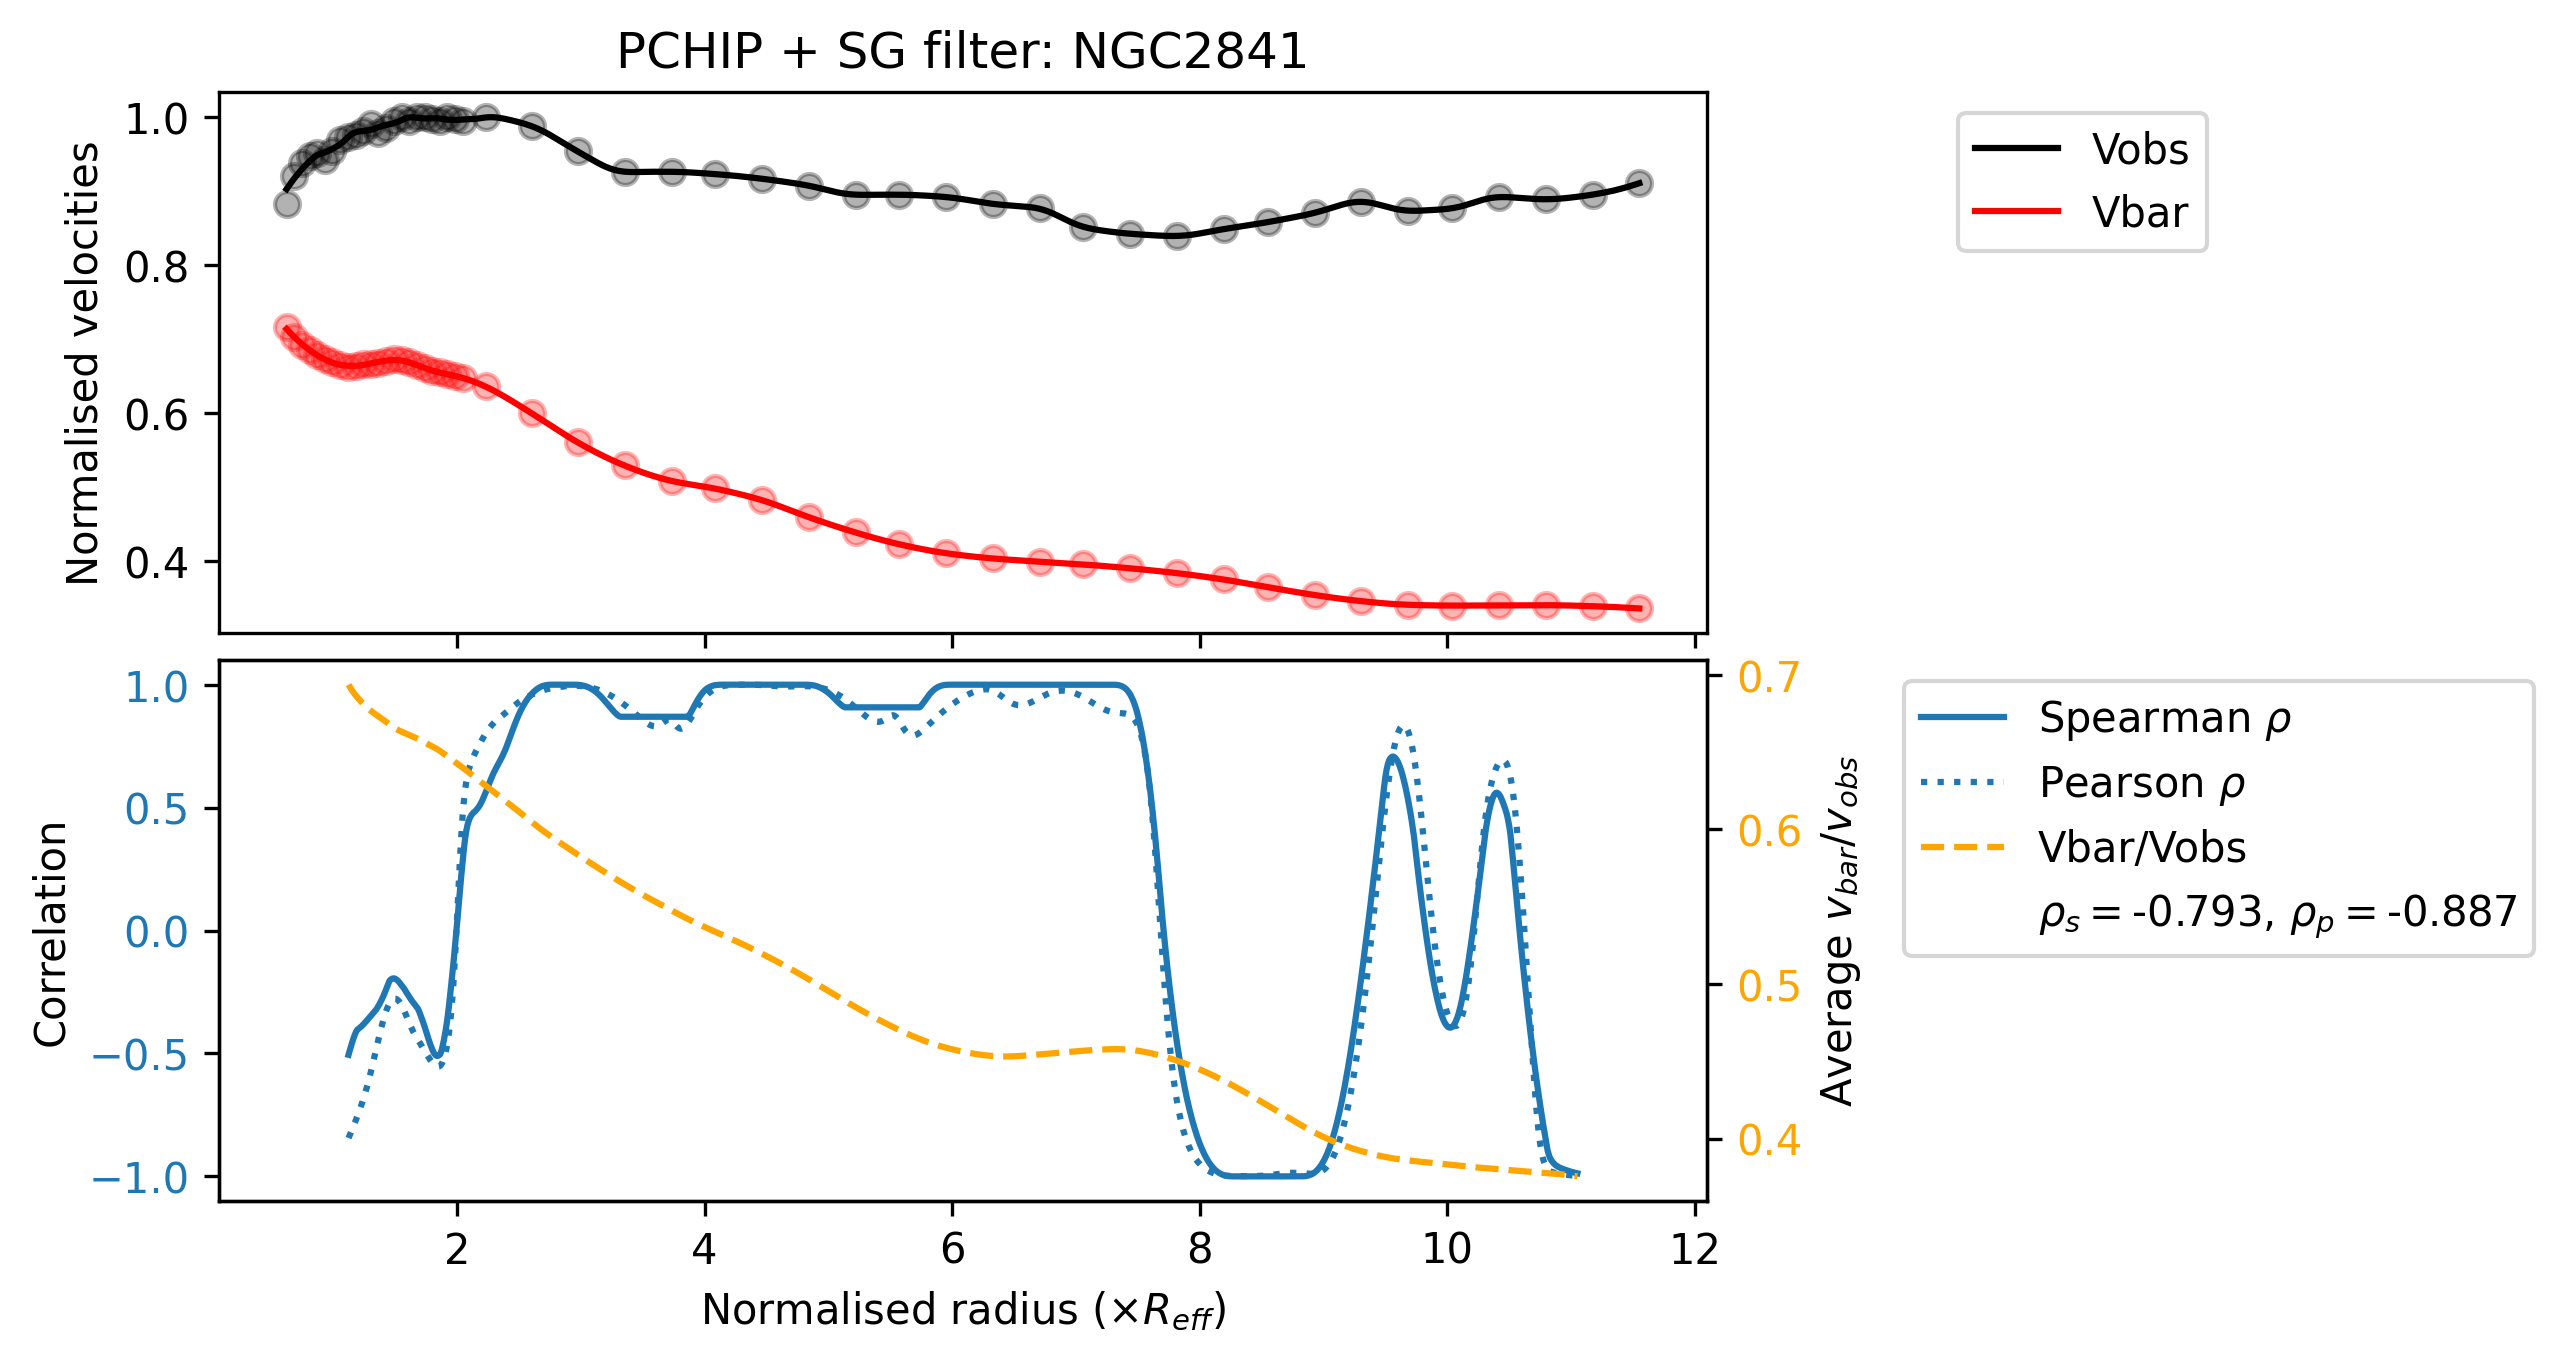 PCHIP + SG filter: NGC2841
Normalised velocities
1.0
0.8
0.6
0.4
Vobs
Vbar
Correlation
1.0
0.5
0.0
−0.5
−1.0
0.7
0.6
0.5
0.4
Average v_bar/v_obs
Spearman ρ
Pearson ρ
Vbar/Vobs
ρ_s = -0.793, ρ_p = -0.887
2 4 6 8 10 12
Normalised radius (×R_eff)